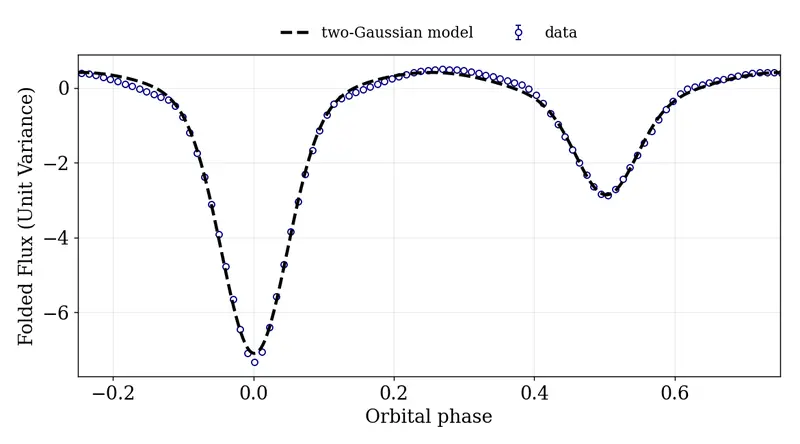 two-Gaussian model
data
Folded Flux (Unit Variance)
0
−2
−4
−6
−0.2
0.0
0.2
0.4
0.6
Orbital phase